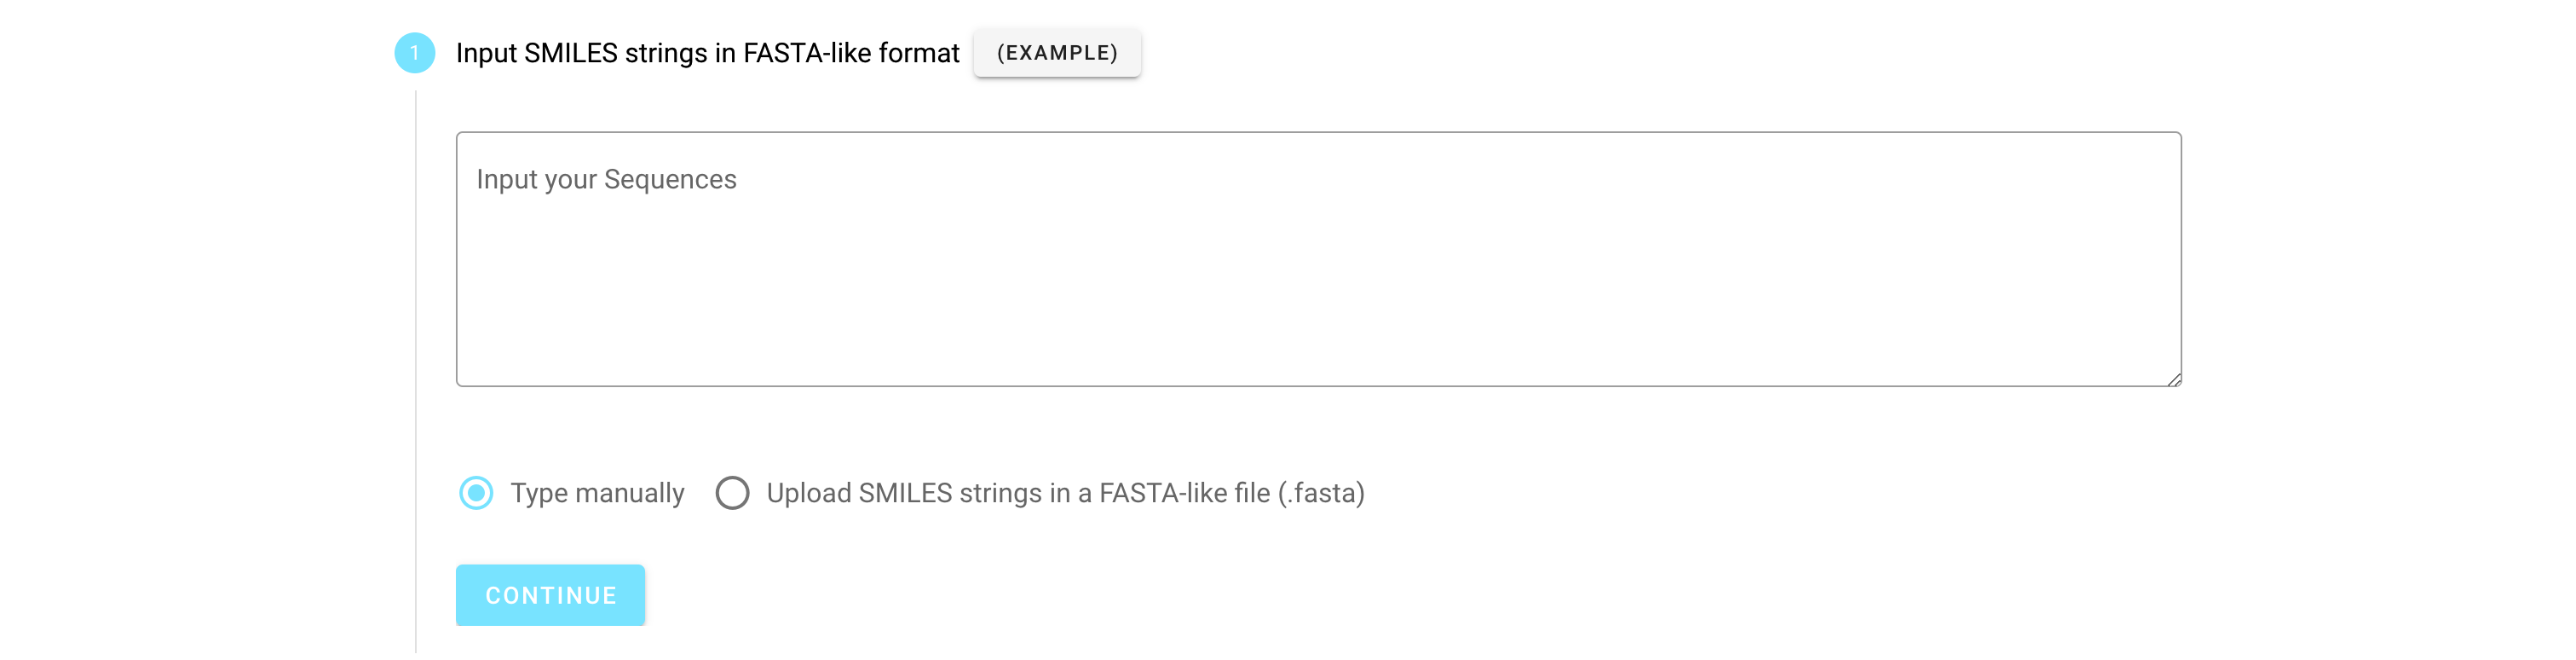 1 Input SMILES strings in FASTA-like format (EXAMPLE)
Input your Sequences
Type manually Upload SMILES strings in a FASTA-like file (.fasta)
CONTINUE